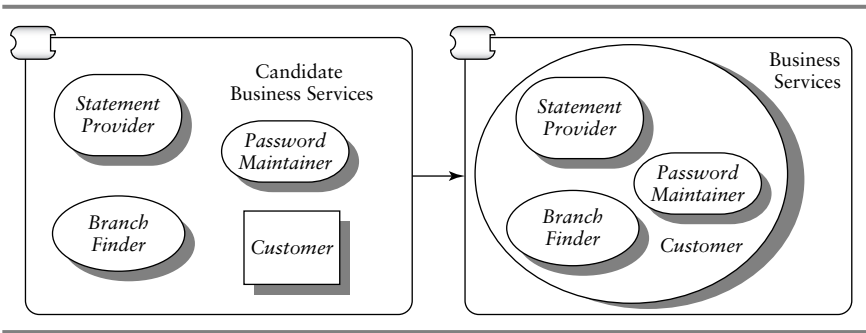 Candidate
Business Services
Statement
Provider
Password
Maintainer
Branch
Finder
Customer
Business
Services
Statement
Provider
Password
Maintainer
Branch
Finder
Customer